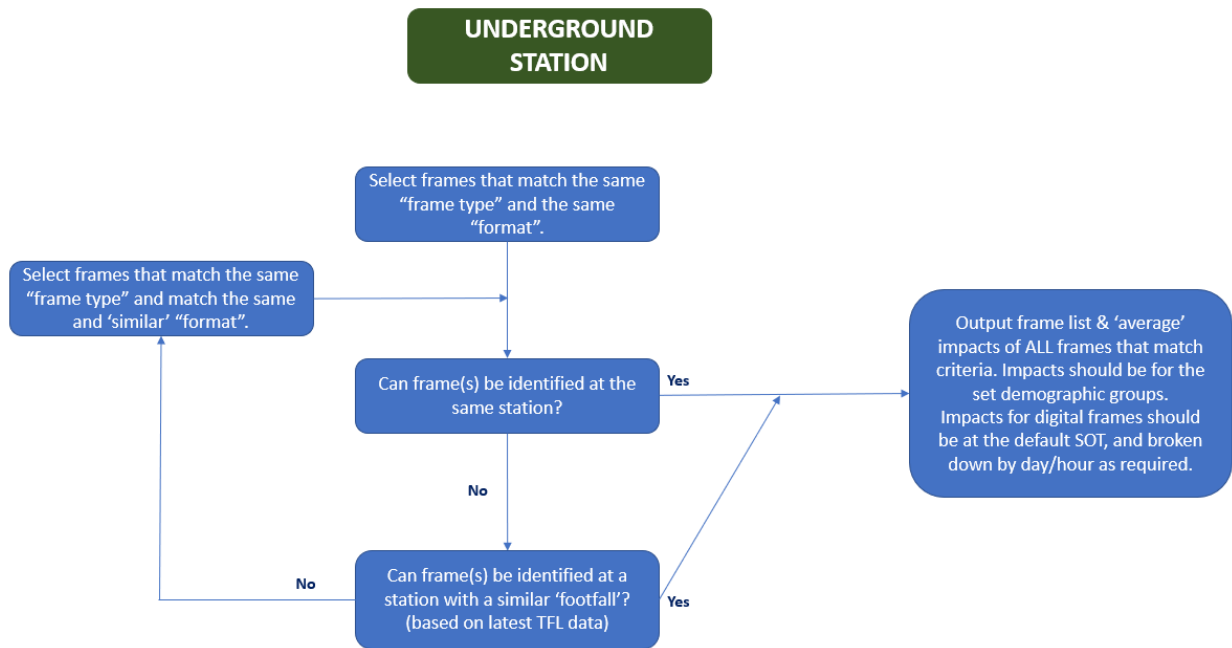 UNDERGROUND
STATION
Select frames that match the same
“frame type” and the same
“format”.
Select frames that match the same
“frame type” and match the same
and ‘similar’ “format”.
Can frame(s) be identified at the
same station?
Yes
Output frame list & ‘average’
impacts of ALL frames that match
criteria. Impacts should be for the
set demographic groups.
Impacts for digital frames should
be at the default SOT, and broken
down by day/hour as required.
No
Can frame(s) be identified at a
station with a similar ‘footfall’?
(based on latest TFL data)
No
Yes